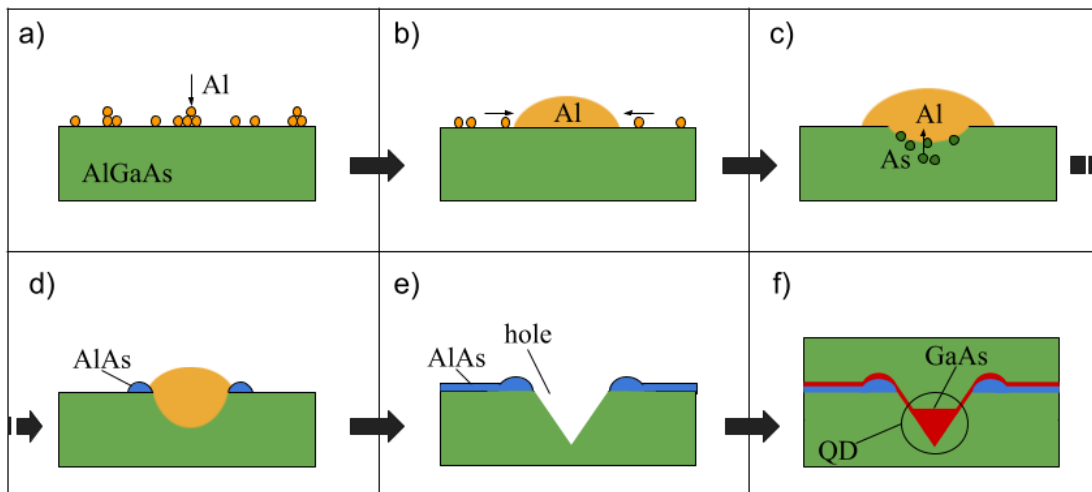 a)
Al
AlGaAs
b)
Al
c)
Al
As
d)
AlAs
e)
hole
AlAs
f)
GaAs
QD